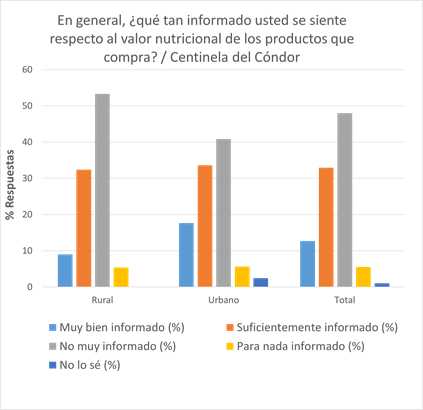 En general, ¿qué tan informado usted se siente
respecto al valor nutricional de los productos que
compra? / Centinela del Cóndor
% Respuestas
60
50
40
30
20
10
0
Rural Urbano Total
Muy bien informado (%) Suficientemente informado (%)
No muy informado (%) Para nada informado (%)
No lo sé (%)